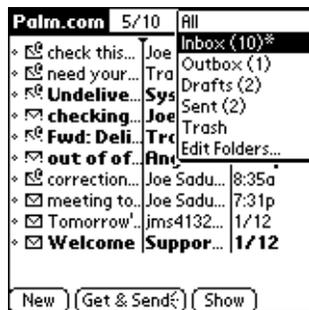 Palm.com 5/10 All
Inbox (10)*
Outbox (1)
Drafts (2)
Sent (2)
Trash
Edit Folders...
check this... Joe
need your... Tra
Undelive... Sys
checking... Joe
Fwd: Deli... Tro
out of of... Ang
correction... Joe Sadu... 8:35a
meeting to... Joe Sadu... 7:31p
Tomorrow'... jms4132... 1/12
Welcome Suppor... 1/12
New Get & Send Show